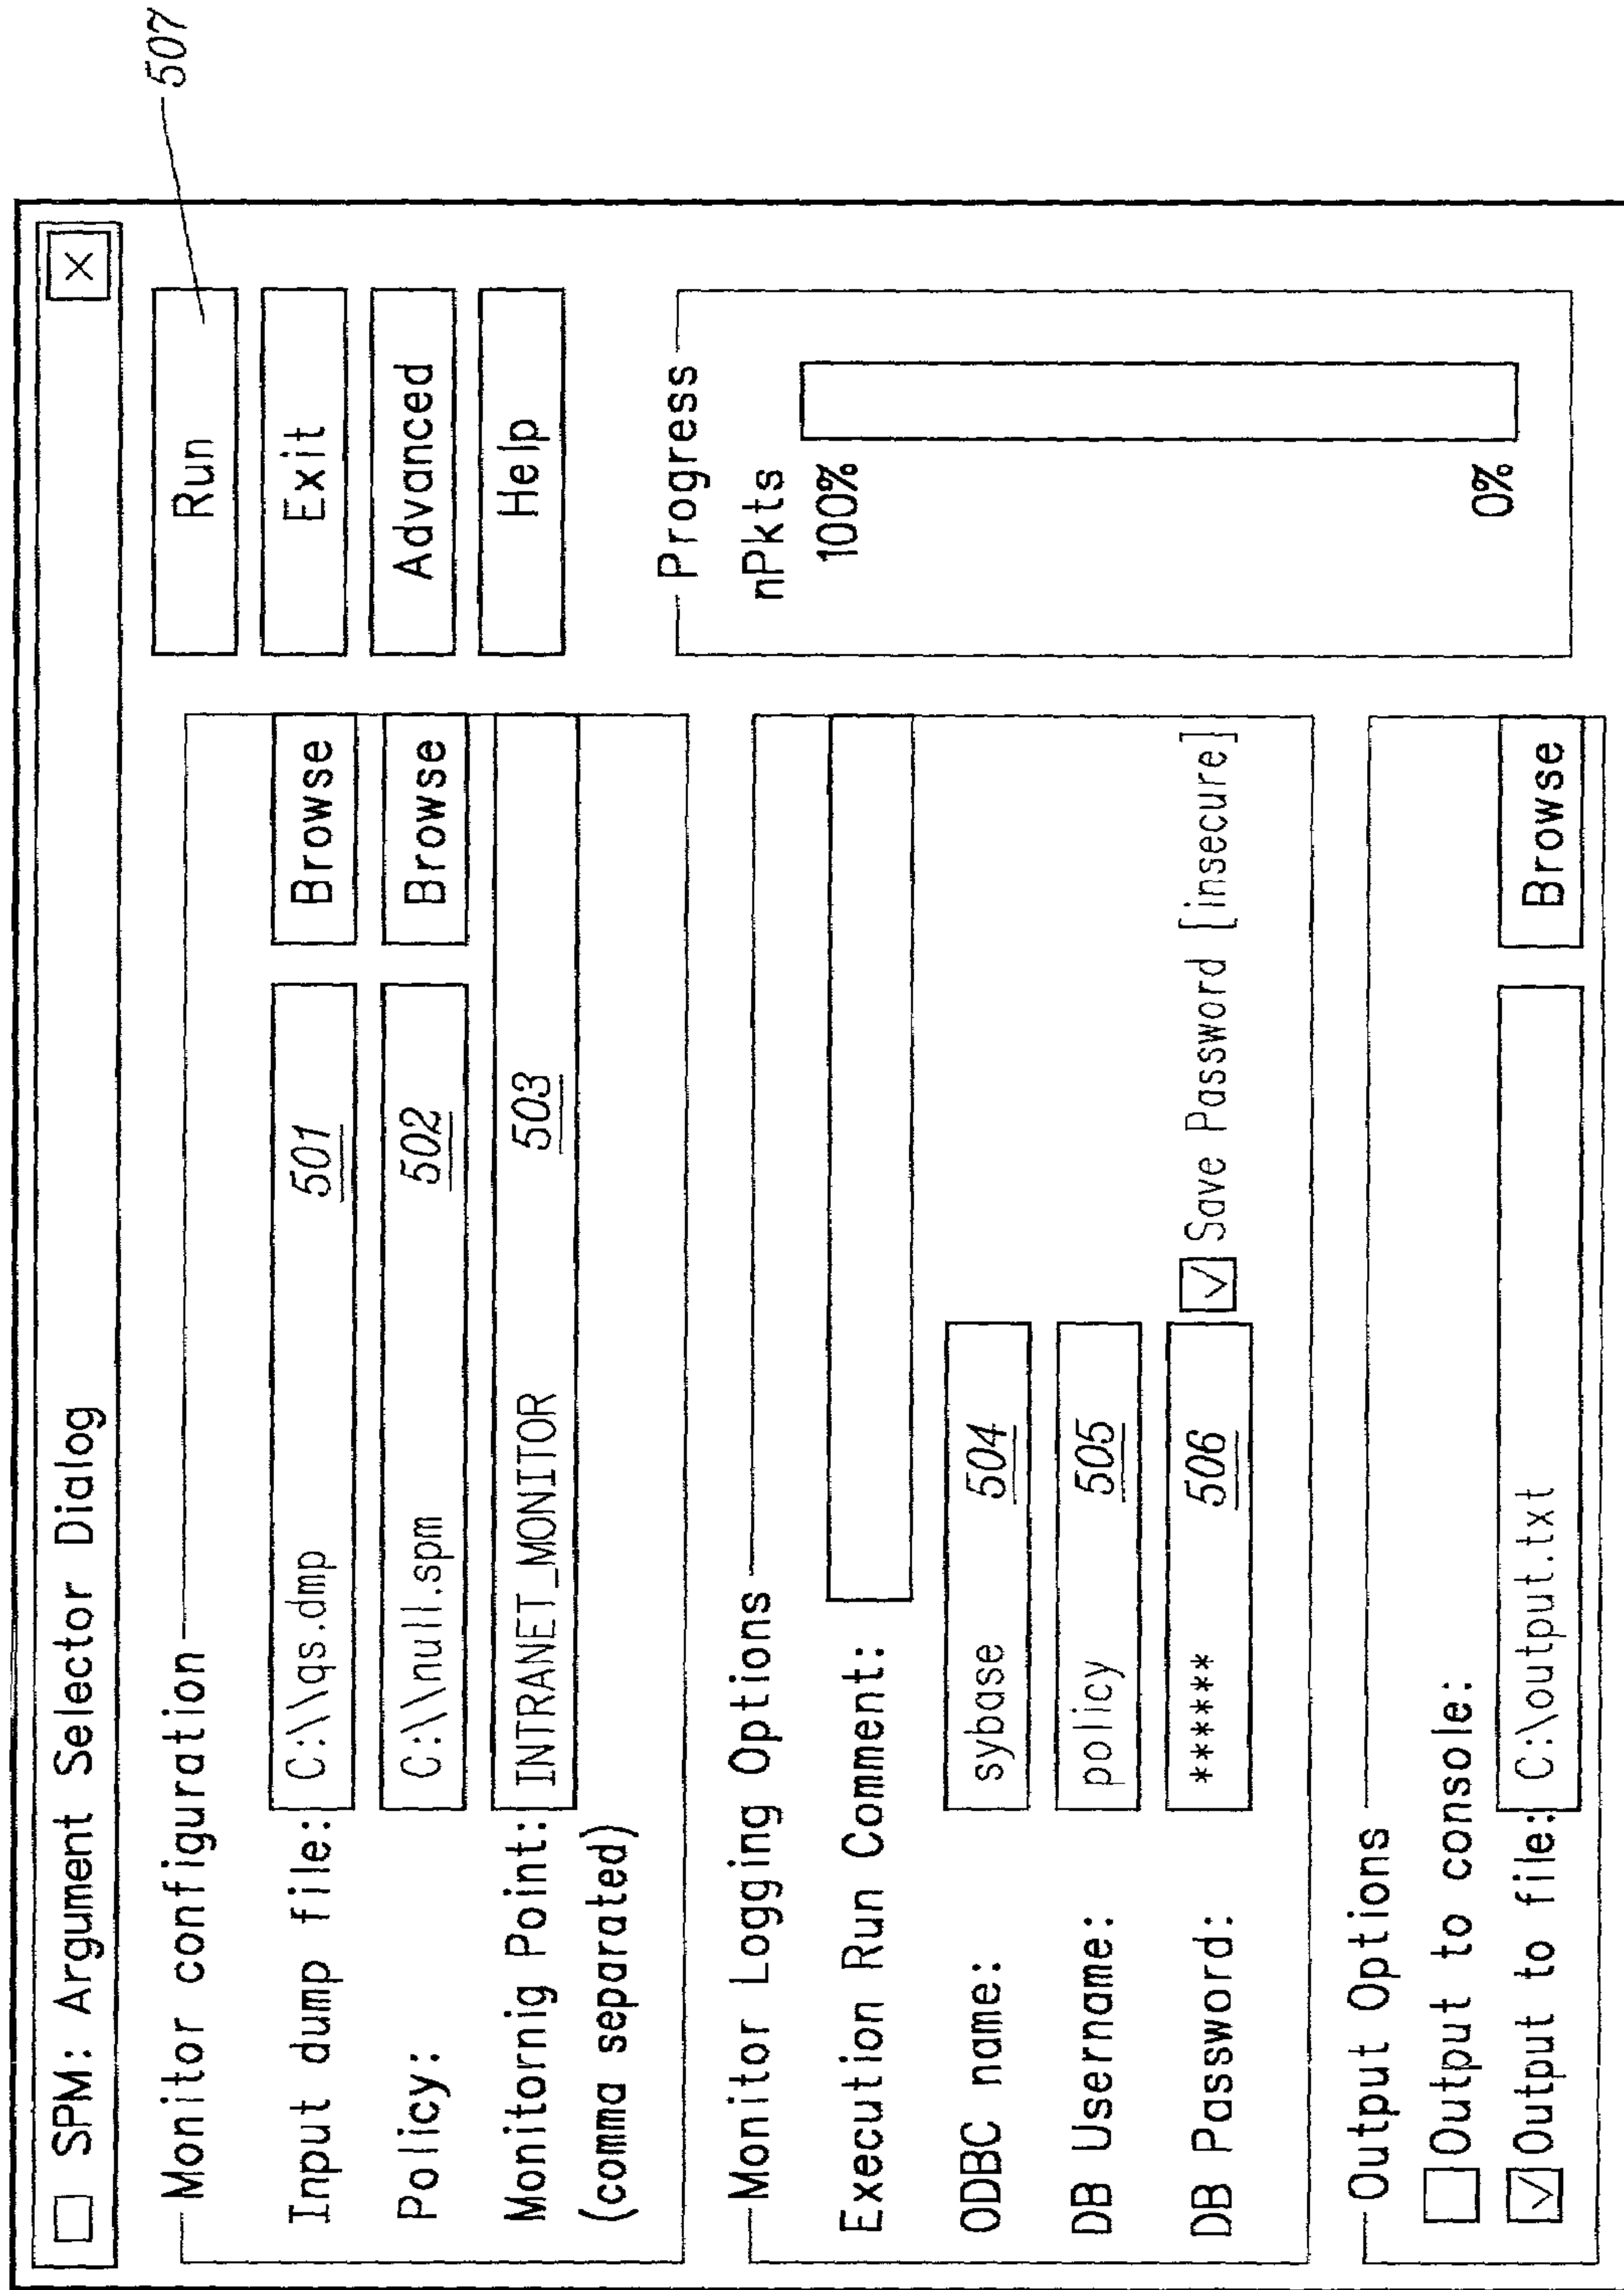 SPM: Argument Selector Dialog
X
Monitor configuration
Input dump file: C:\\qs.dmp 501 Browse
Policy: C:\\null.spm 502 Browse
Monitornig Point: INTRANET_MONITOR 503
(comma separated)
Run
507
Exit
Advanced
Help
Monitor Logging Options
Execution Run Comment:
ODBC name: sybase 504
DB Username: policy 505
DB Password: ****** 506 Save Password [insecure]
Progress
nPkts
100%
0%
Output Options
Output to console:
Output to file: C:\output.txt Browse